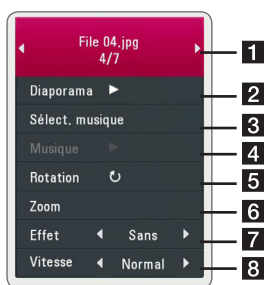 File 04.jpg
4/7
1
Diaporama
2
Sélect. musique
3
Musique
4
Rotation
5
Zoom
6
Effet Sans
7
Vitesse Normal
8